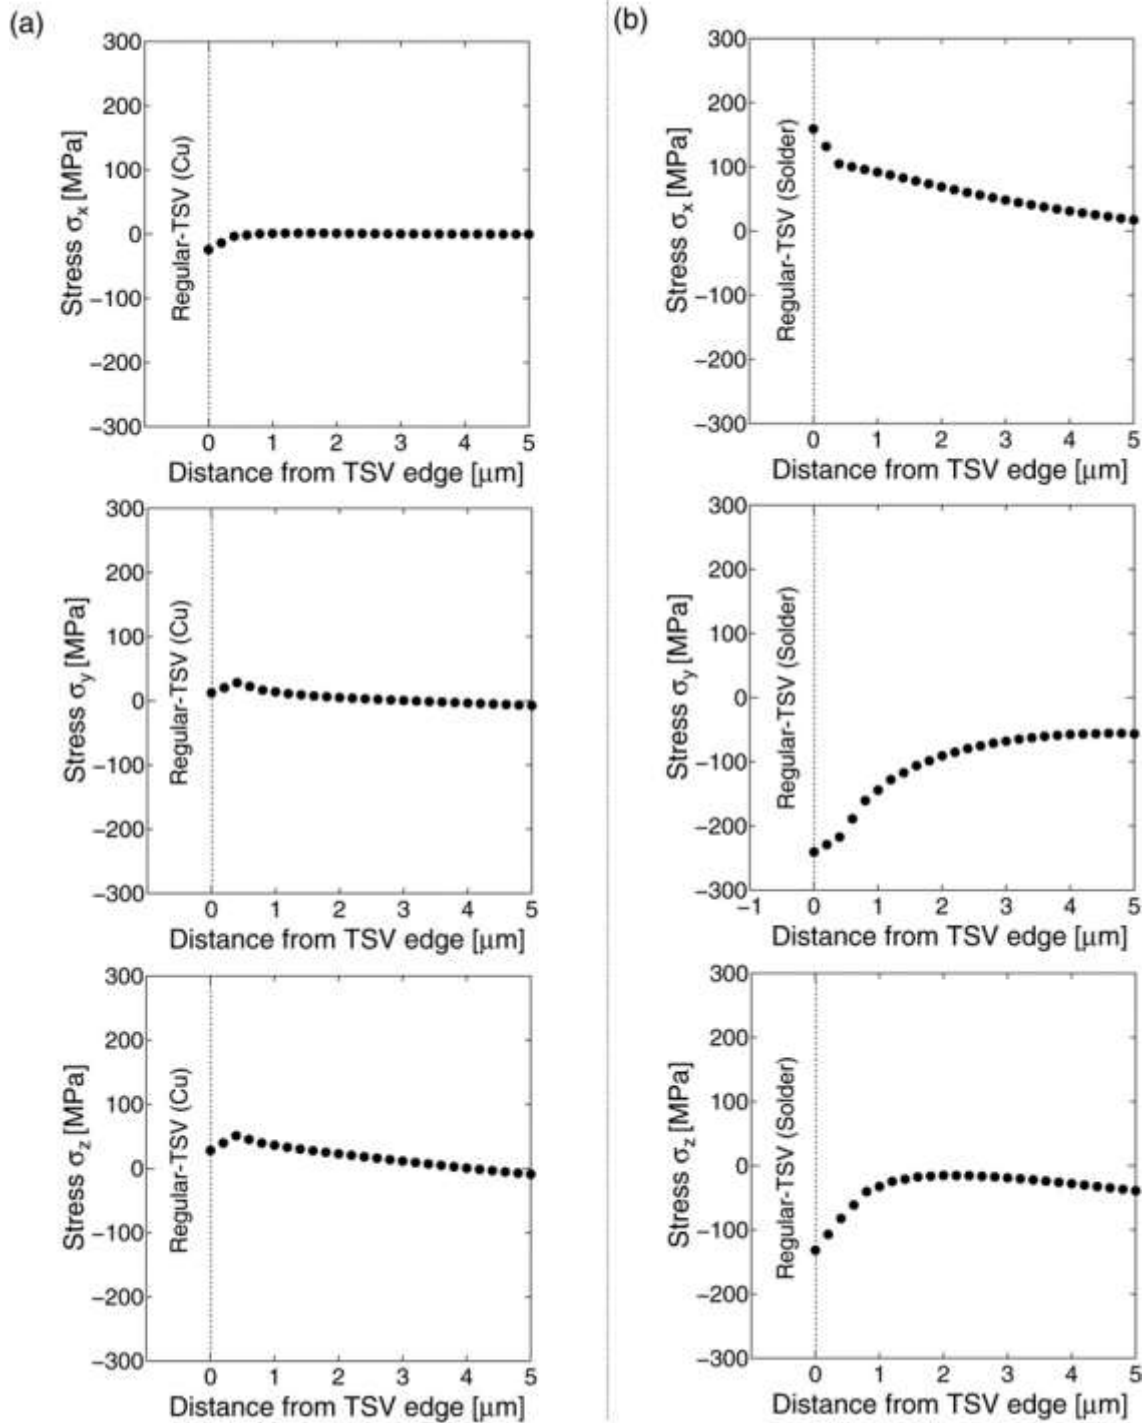 (a)
300
200
100
0
−100
−200
−300
Stress σx [MPa]
Regular-TSV (Cu)
0 1 2 3 4 5
Distance from TSV edge [μm]
300
200
100
0
−100
−200
−300
Stress σy [MPa]
Regular-TSV (Cu)
0 1 2 3 4 5
Distance from TSV edge [μm]
300
200
100
0
−100
−200
−300
Stress σz [MPa]
Regular-TSV (Cu)
0 1 2 3 4 5
Distance from TSV edge [μm]
(b)
300
200
100
0
−100
−200
−300
Stress σx [MPa]
Regular-TSV (Solder)
0 1 2 3 4 5
Distance from TSV edge [μm]
300
200
100
0
−100
−200
−300
Stress σy [MPa]
Regular-TSV (Solder)
−1 0 1 2 3 4 5
Distance from TSV edge [μm]
300
200
100
0
−100
−200
−300
Stress σz [MPa]
Regular-TSV (Solder)
0 1 2 3 4 5
Distance from TSV edge [μm]